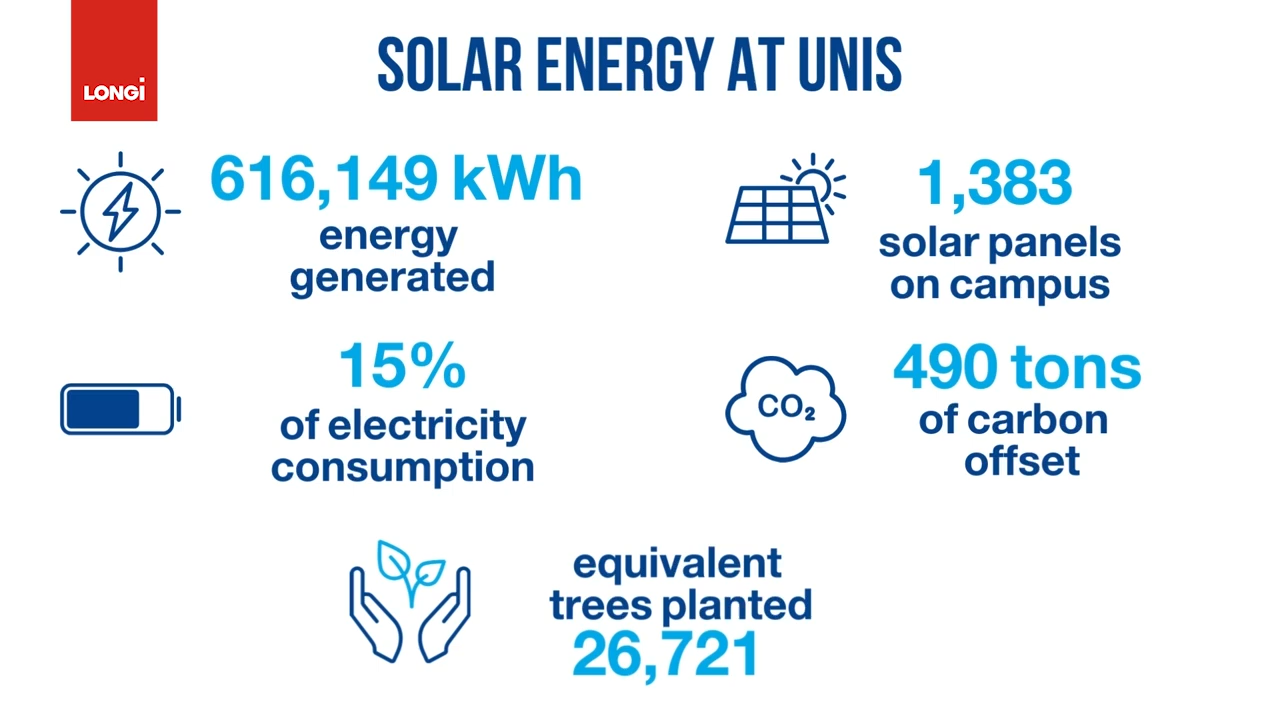 LONGi
SOLAR ENERGY AT UNIS
616,149 kWh
energy
generated
1,383
solar panels
on campus
15%
of electricity
consumption
CO₂
490 tons
of carbon
offset
equivalent
trees planted
26,721